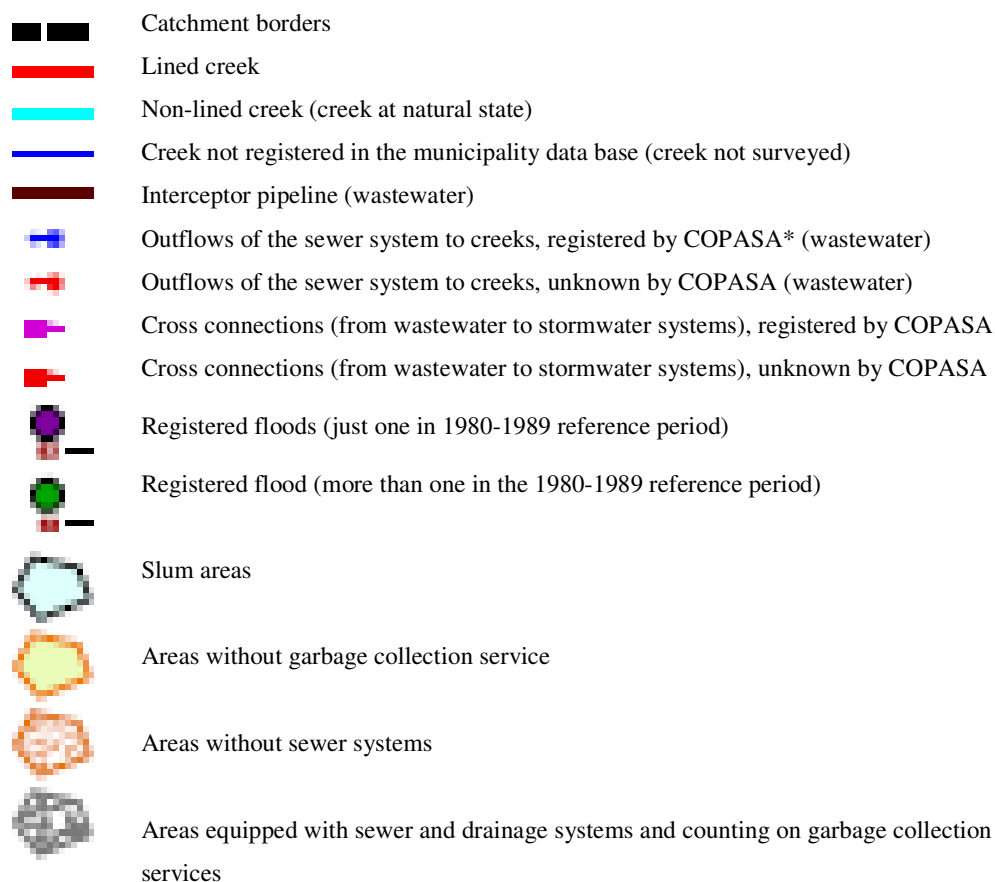 Catchment borders
Lined creek
Non-lined creek (creek at natural state)
Creek not registered in the municipality data base (creek not surveyed)
Interceptor pipeline (wastewater)
Outflows of the sewer system to creeks, registered by COPASA* (wastewater)
Outflows of the sewer system to creeks, unknown by COPASA (wastewater)
Cross connections (from wastewater to stormwater systems), registered by COPASA
Cross connections (from wastewater to stormwater systems), unknown by COPASA
Registered floods (just one in 1980-1989 reference period)
Registered flood (more than one in the 1980-1989 reference period)
Slum areas
Areas without garbage collection service
Areas without sewer systems
Areas equipped with sewer and drainage systems and counting on garbage collection
services